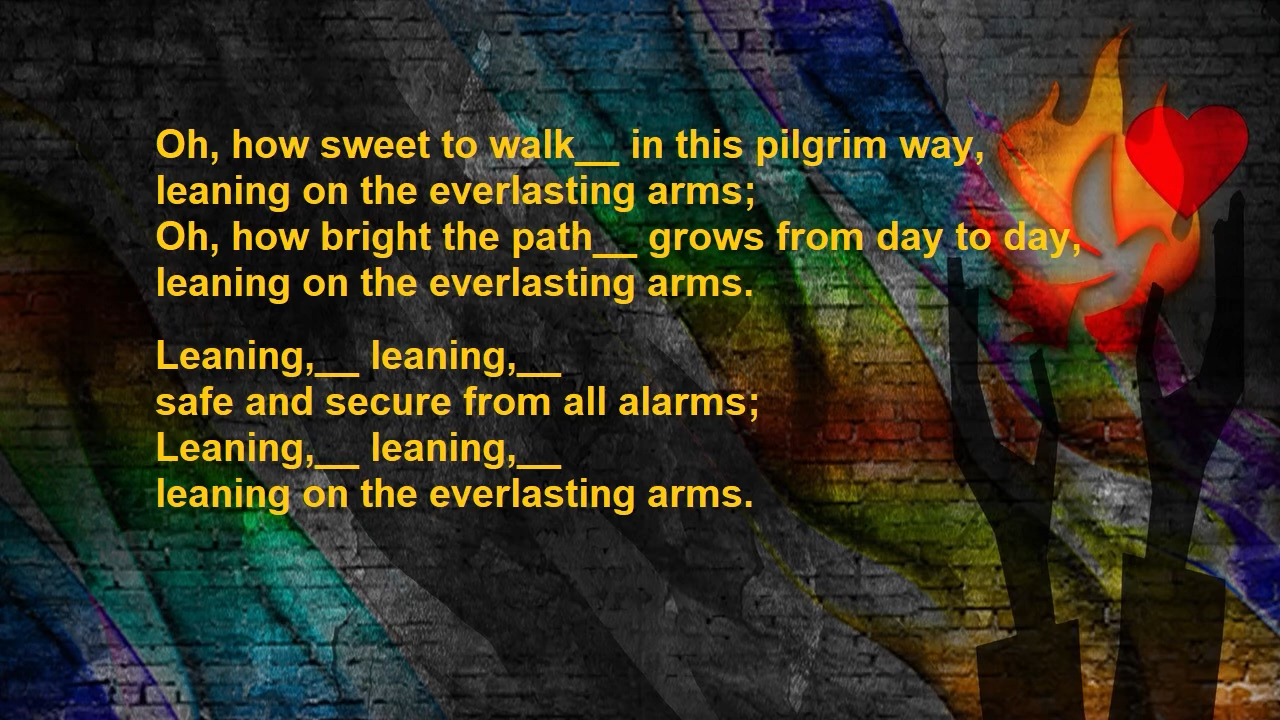 Oh, how sweet to walk__ in this pilgrim way,
leaning on the everlasting arms;
Oh, how bright the path__ grows from day to day,
leaning on the everlasting arms.
Leaning,__ leaning,__
safe and secure from all alarms;
Leaning,__ leaning,__
leaning on the everlasting arms.